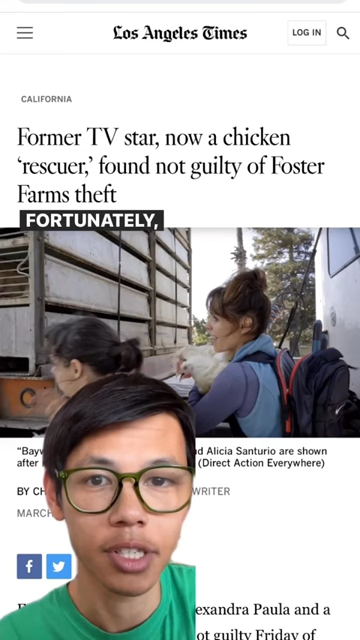 Los Angeles Times
LOG IN
CALIFORNIA
Former TV star, now a chicken
‘rescuer,’ found not guilty of Foster
Farms theft
FORTUNATELY,
“Bayw
d Alicia Santurio are shown
after
(Direct Action Everywhere)
BY CH
WRITER
MARCH
f
F
exandra Paula and a
ot guilty Friday of